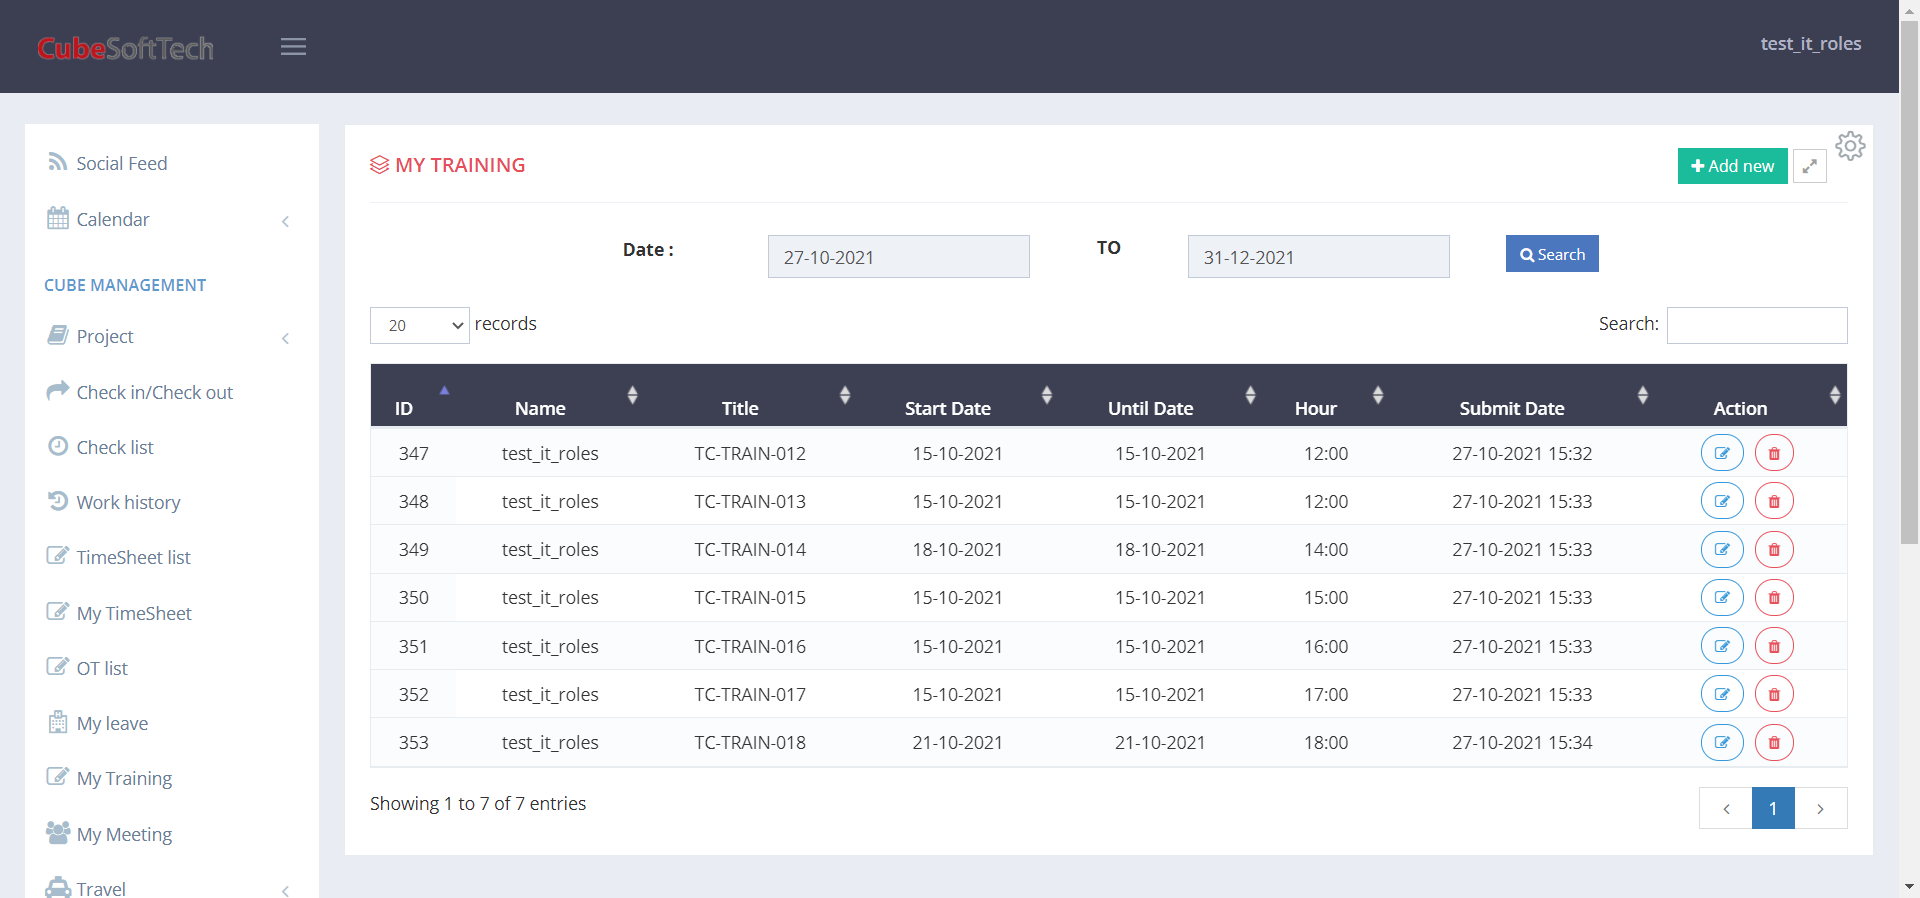 CubeSoftTech
test_it_roles
Social Feed
Calendar
CUBE MANAGEMENT
Project
Check in/Check out
Check list
Work history
TimeSheet list
My TimeSheet
OT list
My leave
My Training
My Meeting
Travel
MY TRAINING
Add new
Date : 27-10-2021 TO 31-12-2021 Search
20 records Search:
ID Name Title Start Date Until Date Hour Submit Date Action
347 test_it_roles TC-TRAIN-012 15-10-2021 15-10-2021 12:00 27-10-2021 15:32
348 test_it_roles TC-TRAIN-013 15-10-2021 15-10-2021 12:00 27-10-2021 15:33
349 test_it_roles TC-TRAIN-014 18-10-2021 18-10-2021 14:00 27-10-2021 15:33
350 test_it_roles TC-TRAIN-015 15-10-2021 15-10-2021 15:00 27-10-2021 15:33
351 test_it_roles TC-TRAIN-016 15-10-2021 15-10-2021 16:00 27-10-2021 15:33
352 test_it_roles TC-TRAIN-017 15-10-2021 15-10-2021 17:00 27-10-2021 15:33
353 test_it_roles TC-TRAIN-018 21-10-2021 21-10-2021 18:00 27-10-2021 15:34
Showing 1 to 7 of 7 entries
1